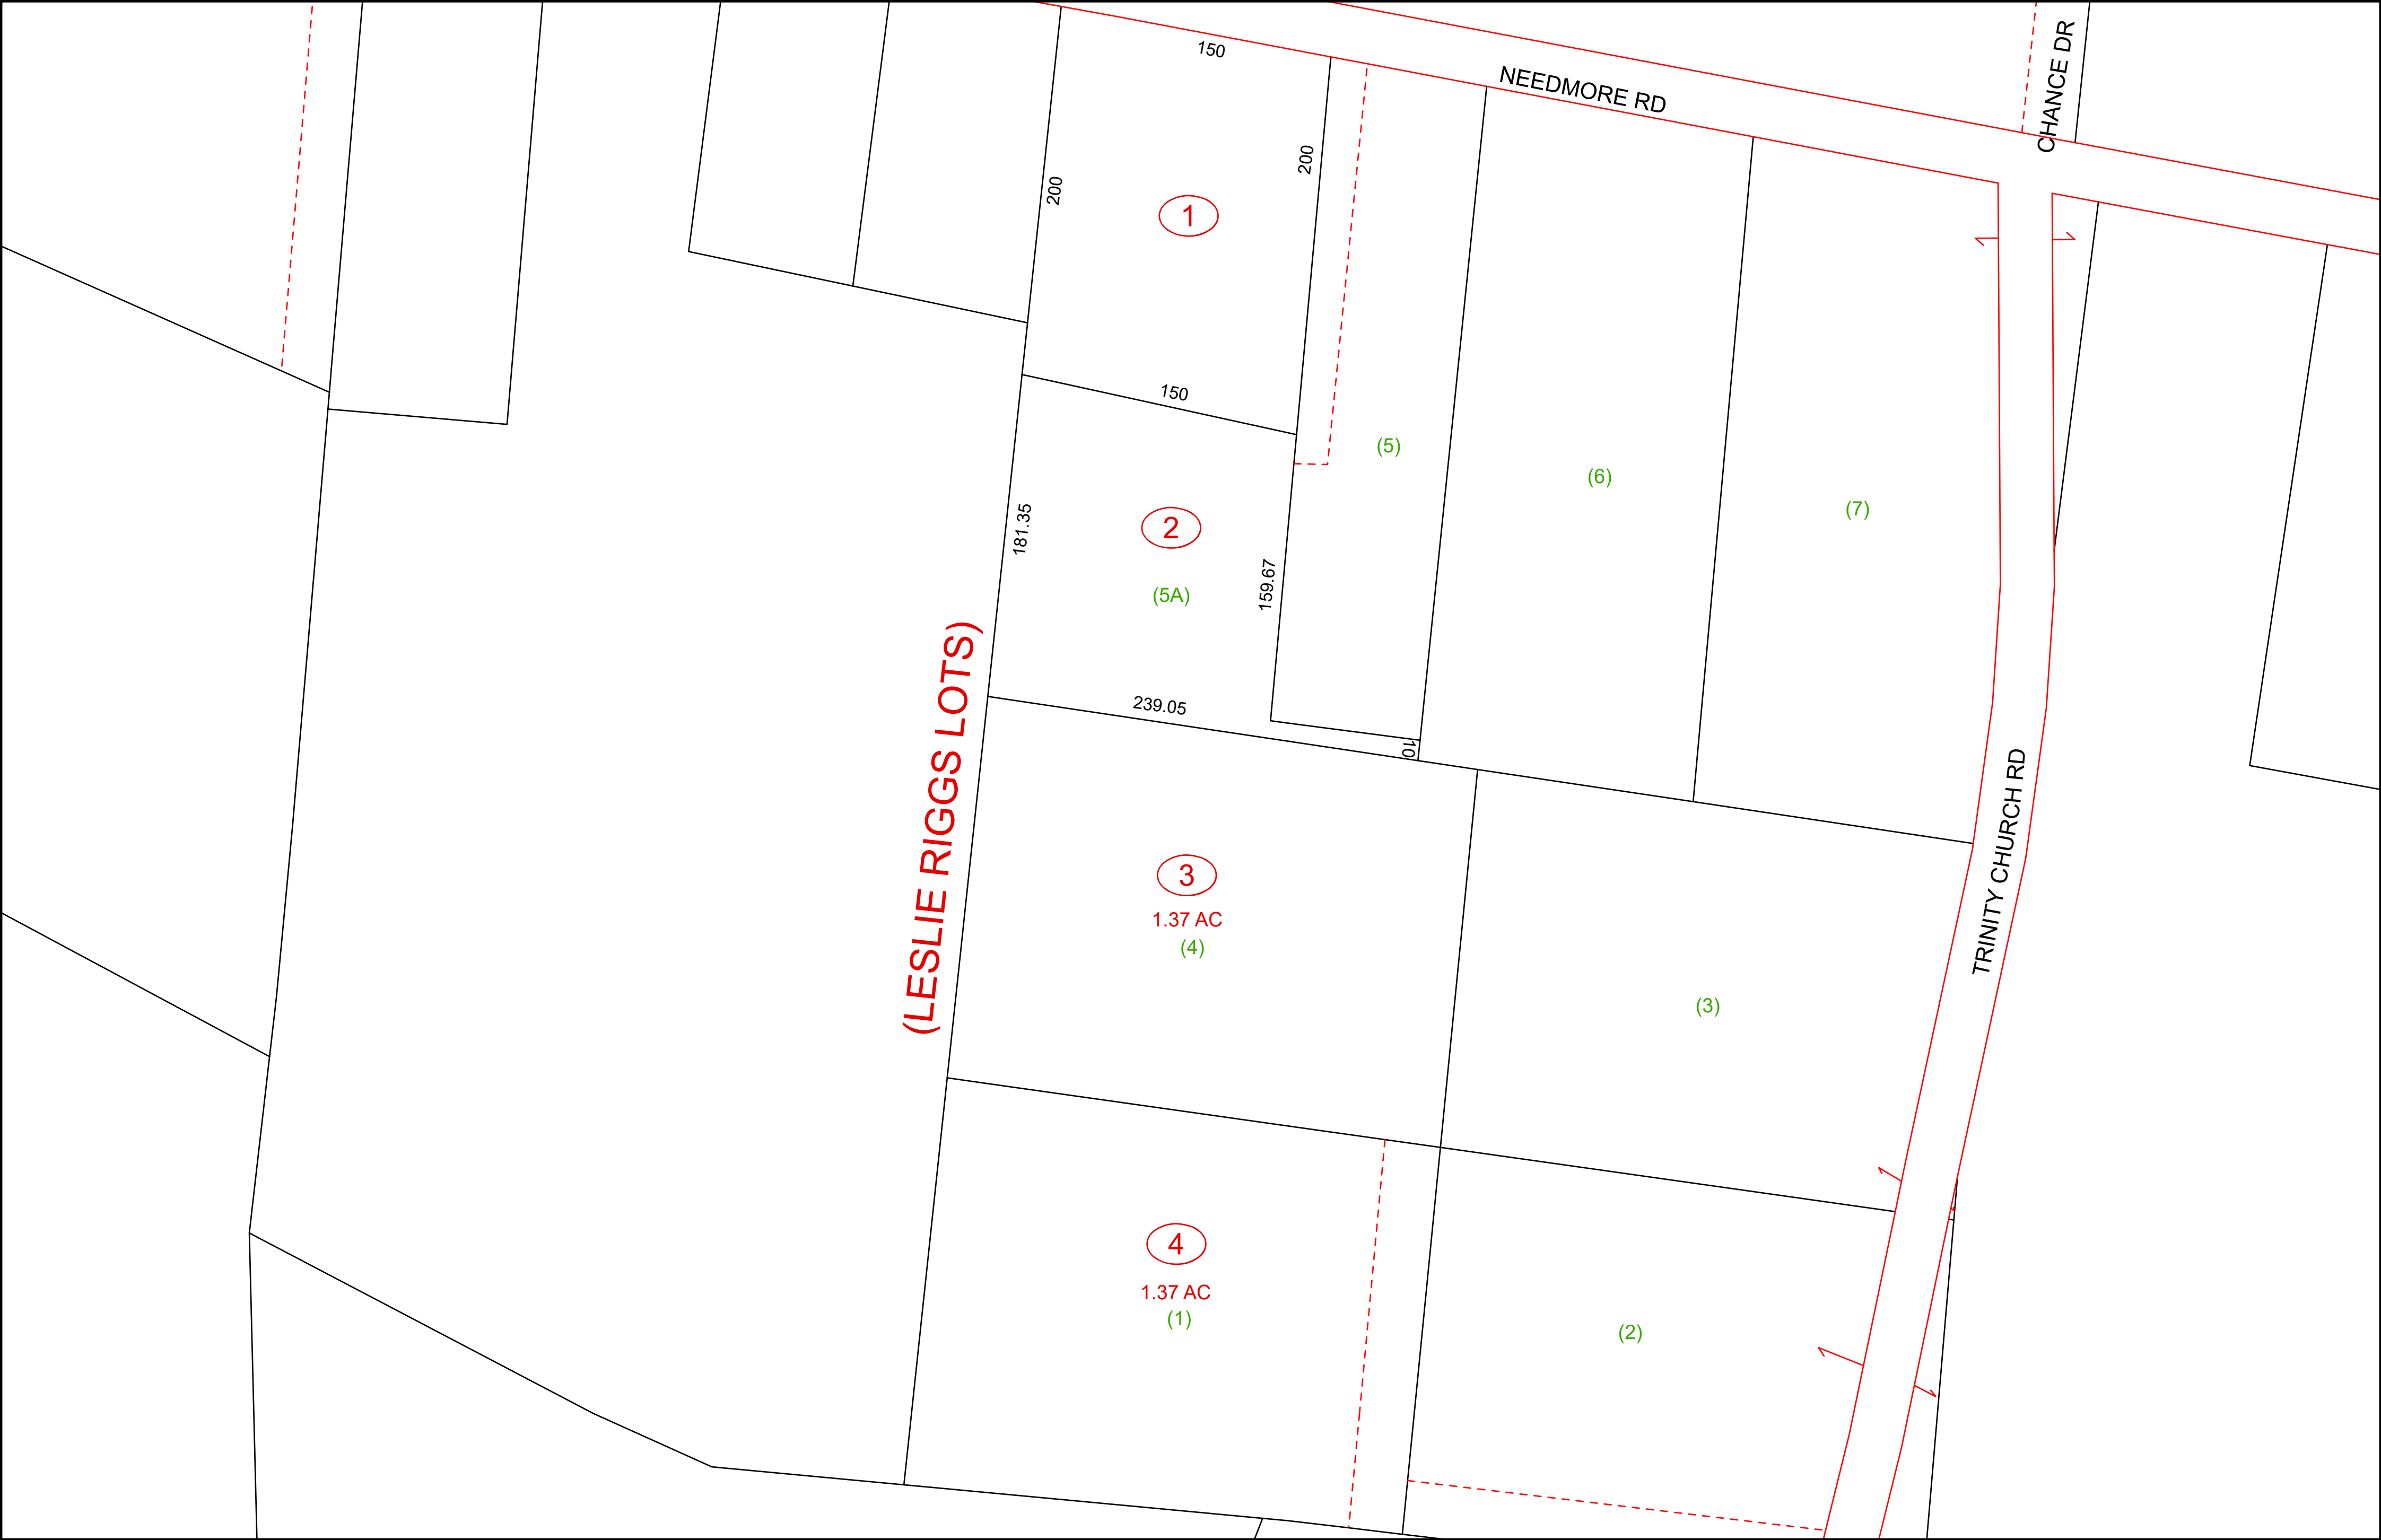 150
NEEDMORE RD
CHANCE DR
200
200
1
150
(5)
(6)
(7)
181.35
2
159.67
(5A)
(LESLIE RIGGS LOTS)
239.05
10
TRINITY CHURCH RD
3
1.37 AC
(4)
(3)
4
1.37 AC
(1)
(2)